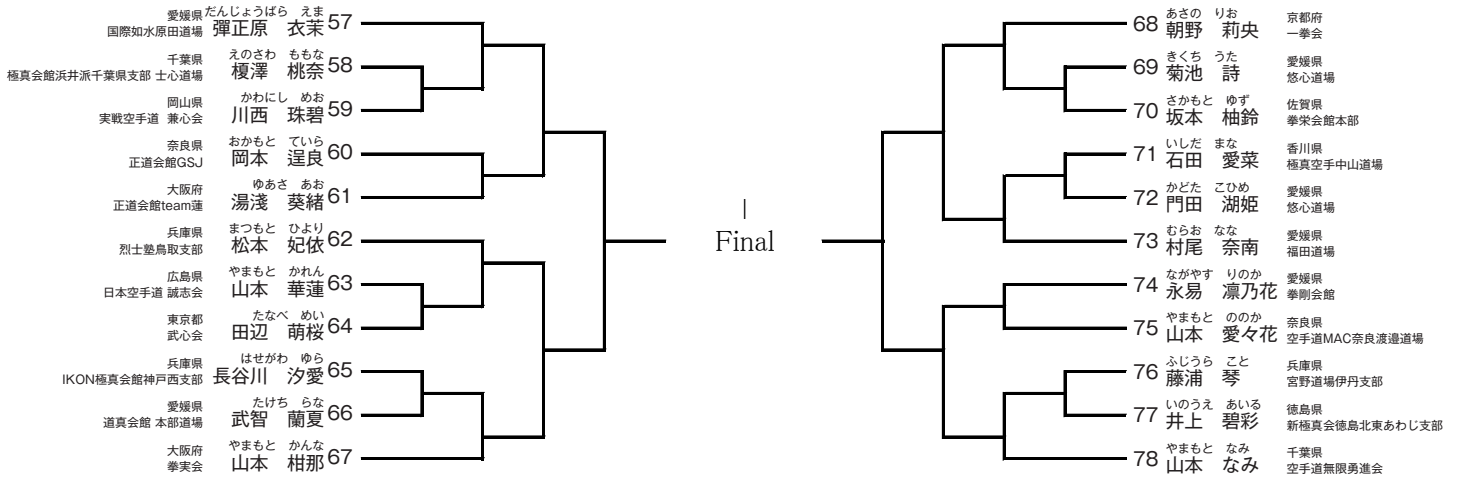 愛媛県 だんじょうばら えま
国際如水原田道場 彈正原 衣茉 57
千葉県 えのさわ ももな
極真会館浜井派千葉県支部 士心道場 榎澤 桃奈 58
岡山県 かわにし めお
実戦空手道 兼心会 川西 珠碧 59
奈良県 おかもと ていら
正道会館GSJ 岡本 逞良 60
大阪府 ゆあさ あお
正道会館team蓮 湯淺 葵緒 61
兵庫県 まつもと ひより
烈士塾鳥取支部 松本 妃依 62
広島県 やまもと かれん
日本空手道 誠志会 山本 華蓮 63
東京都 たなべ めい
武心会 田辺 萌桜 64
兵庫県 はせがわ ゆら
IKON極真会館神戸西支部 長谷川 汐愛 65
愛媛県 たけち らな
道真会館 本部道場 武智 蘭夏 66
大阪府 やまもと かんな
拳実会 山本 柑那 67
|
Final
あさの りお 京都府
68 朝野 莉央 一拳会
きくち うた 愛媛県
69 菊池 詩 悠心道場
さかもと ゆず 佐賀県
70 坂本 柚鈴 拳栄会館本部
いしだ まな 香川県
71 石田 愛菜 極真空手中山道場
かどた こひめ 愛媛県
72 門田 湖姫 悠心道場
むらお なな 愛媛県
73 村尾 奈南 福田道場
ながやす りのか 愛媛県
74 永易 凛乃花 拳剛会館
やまもと ののか 奈良県
75 山本 愛々花 空手道MAC奈良渡邉道場
ふじうら こと 兵庫県
76 藤浦 琴 宮野道場伊丹支部
いのうえ あいる 徳島県
77 井上 碧彩 新極真会徳島北東あわじ支部
やまもと なみ 千葉県
78 山本 なみ 空手道無限勇進会